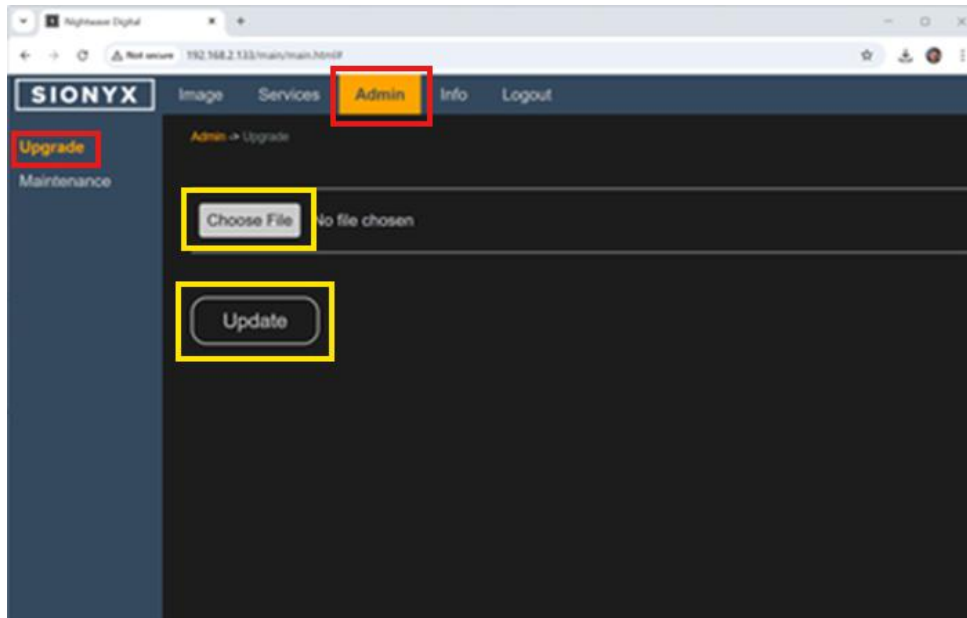 Nightwave Digital
Not secure 192.168.2.133/main/main.html#
SIONYX Image Services Admin Info Logout
Upgrade
Maintenance
Admin -> Upgrade
Choose File No file chosen
Update